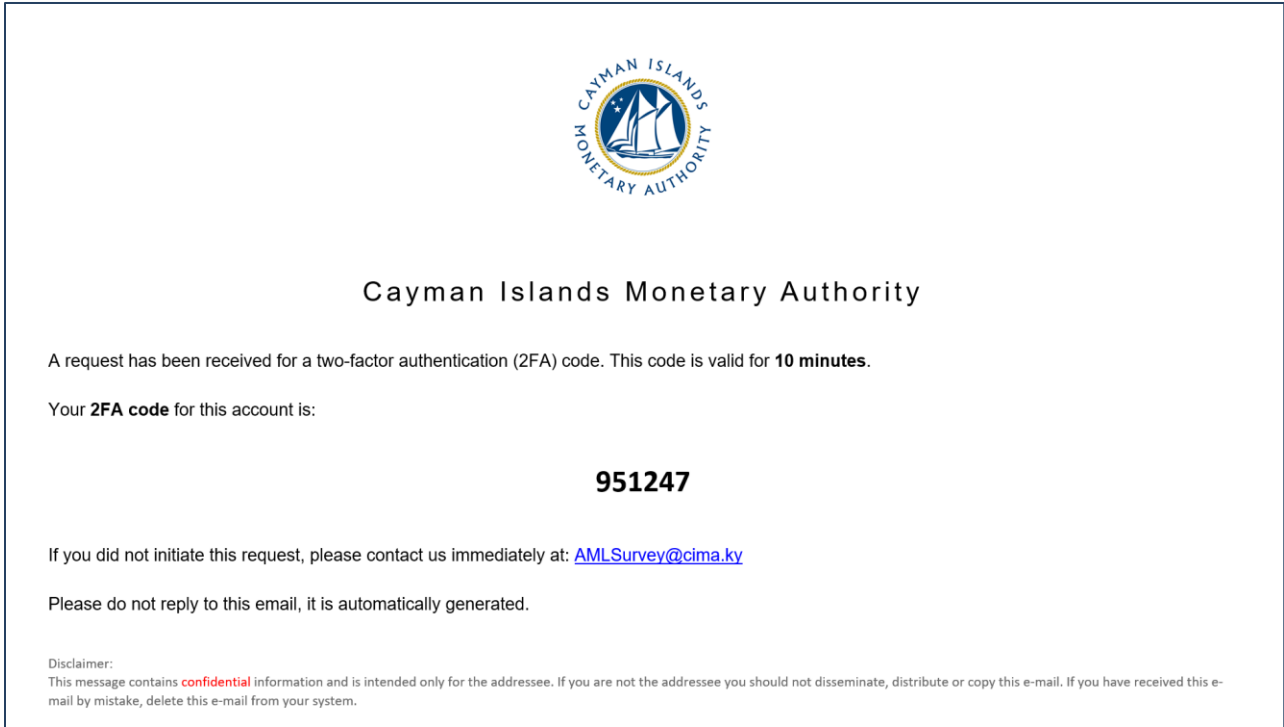 CAYMAN ISLANDS
MONETARY AUTHORITY
Cayman Islands Monetary Authority
A request has been received for a two-factor authentication (2FA) code. This code is valid for 10 minutes.
Your 2FA code for this account is:
951247
If you did not initiate this request, please contact us immediately at: AMLSurvey@cima.ky
Please do not reply to this email, it is automatically generated.
Disclaimer:
This message contains confidential information and is intended only for the addressee. If you are not the addressee you should not disseminate, distribute or copy this e-mail. If you have received this e-
mail by mistake, delete this e-mail from your system.